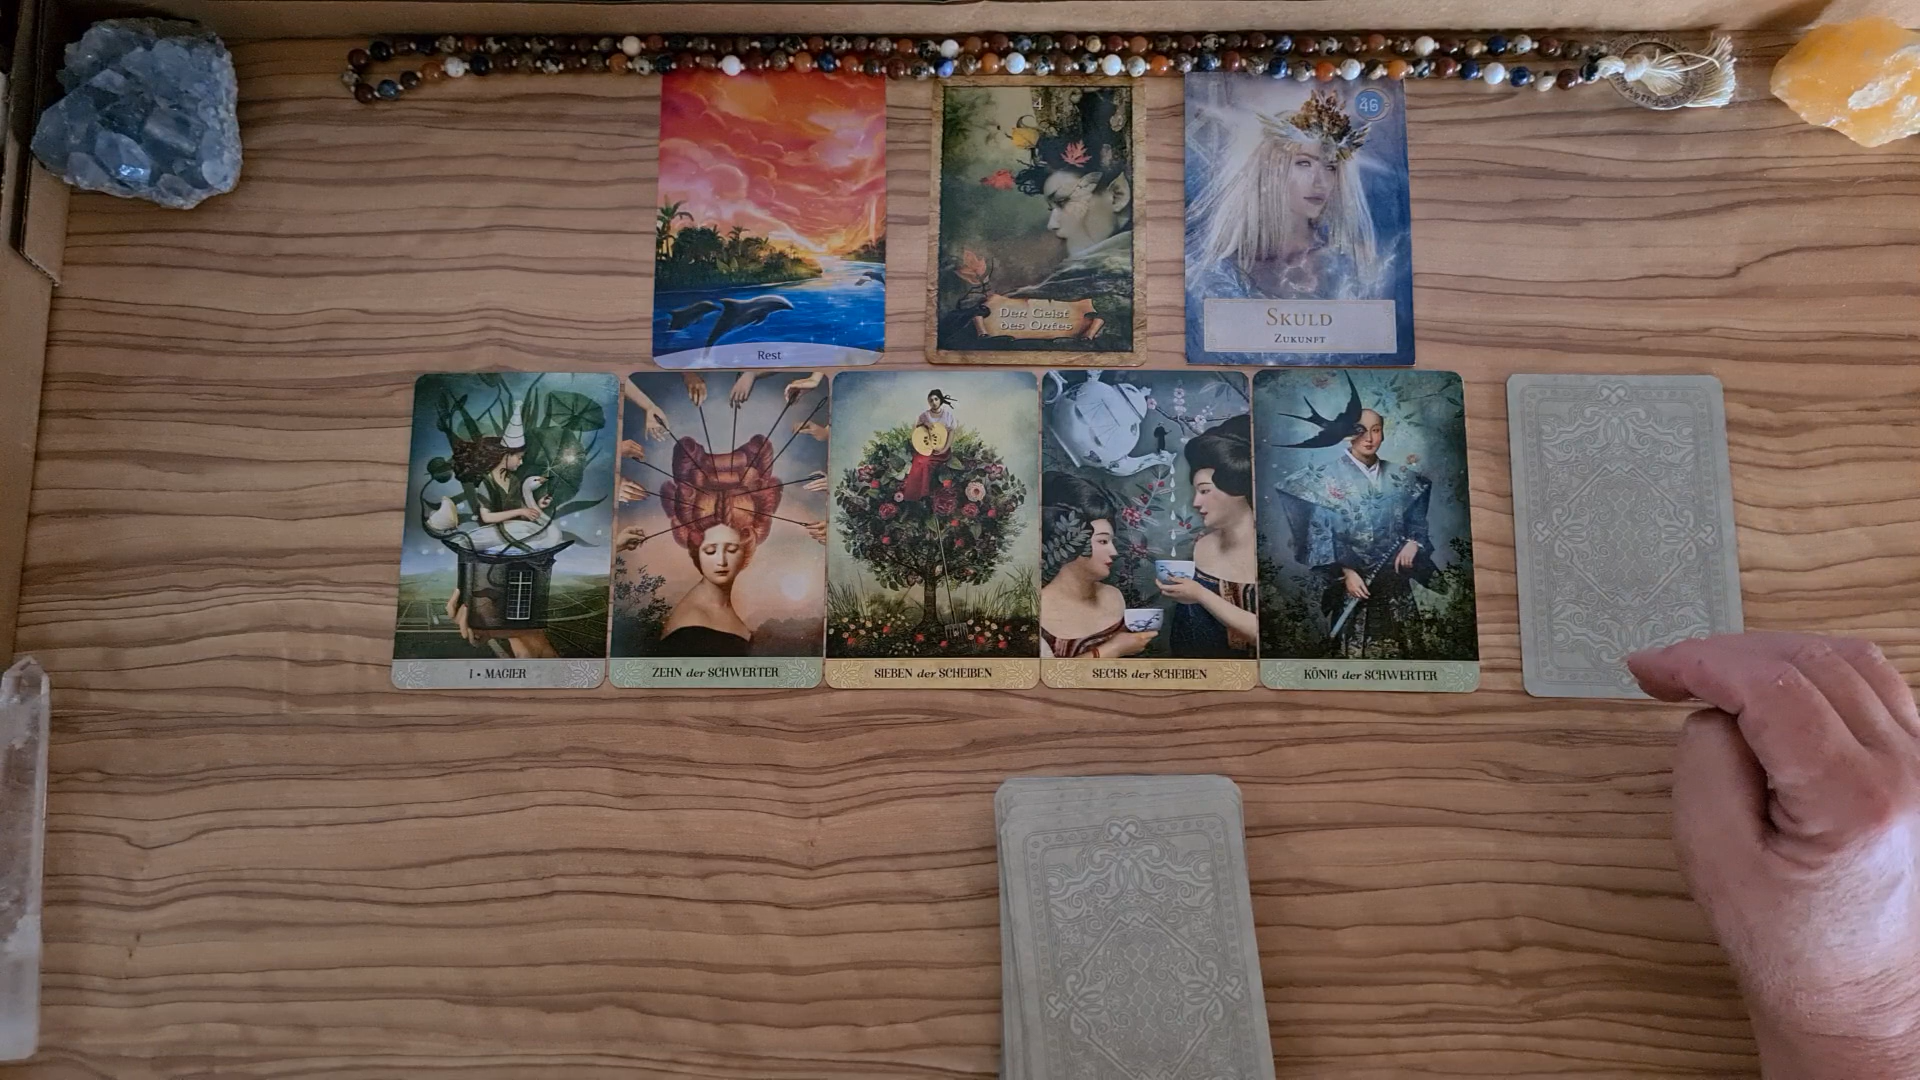 4
46
Rest
Der Geist
des Ortes
SKULD
ZUKUNFT
I • MAGIER
ZEHN der SCHWERTER
SIEBEN der SCHEIBEN
SECHS der SCHEIBEN
KÖNIG der SCHWERTER